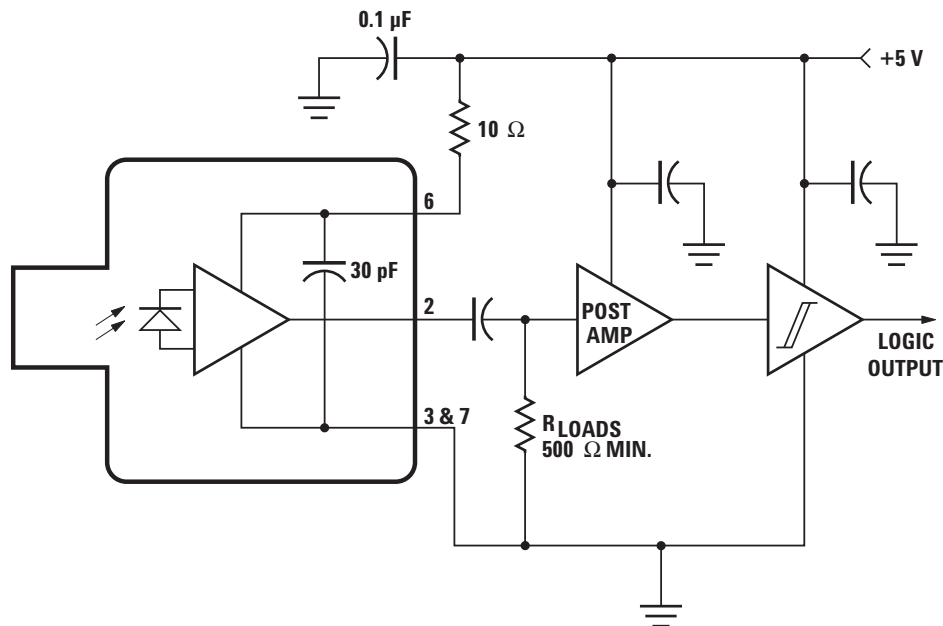 0.1 µF
+5 V
10 Ω
6
30 pF
2
POST
AMP
LOGIC
OUTPUT
3 & 7
RLOADS
500 Ω MIN.